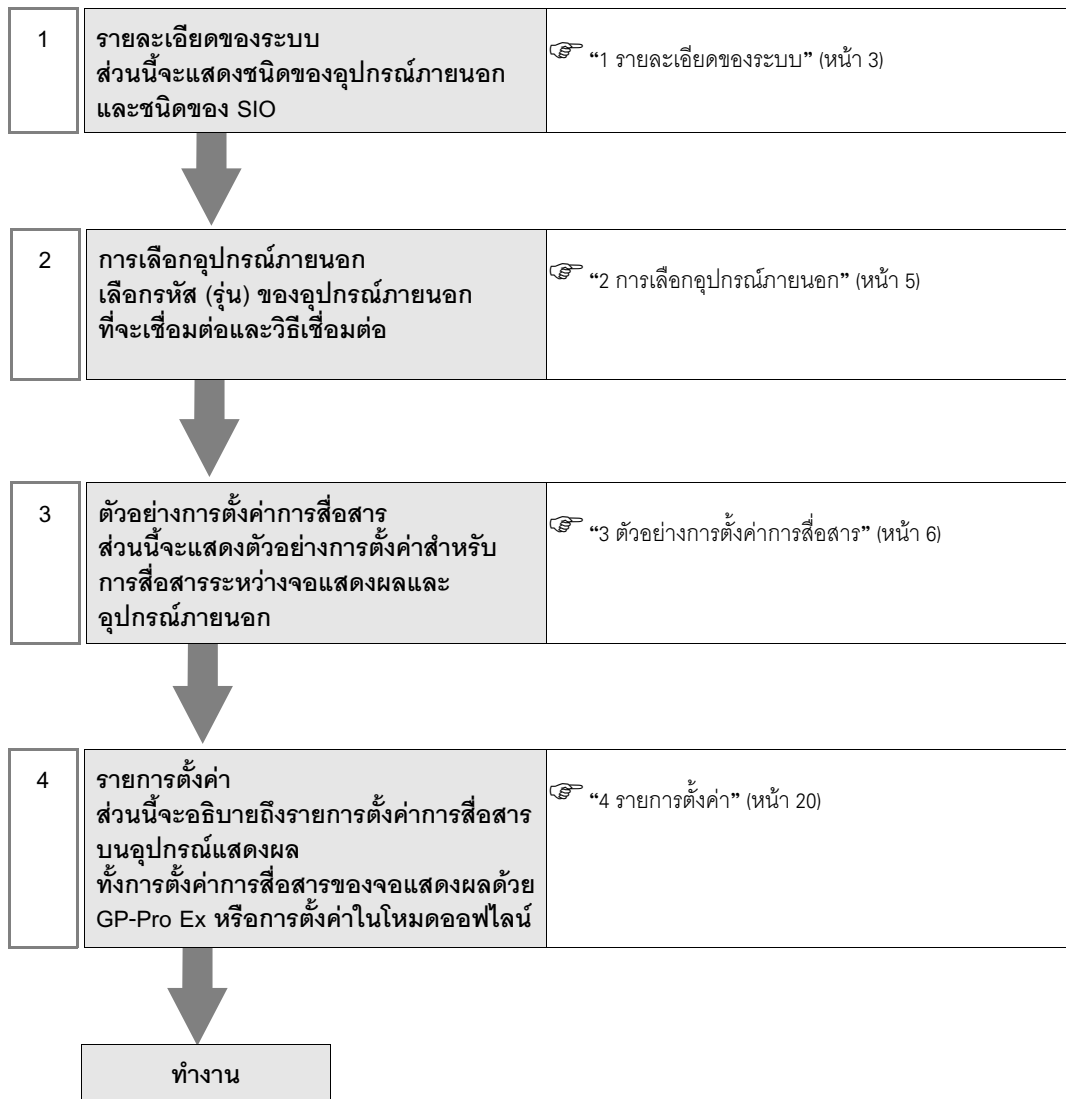 1
รายละเอียดของระบบ
ส่วนนี้จะแสดงชนิดของอุปกรณ์ภายนอก
และชนิดของ SIO
“1 รายละเอียดของระบบ” (หน้า 3)
2
การเลือกอุปกรณ์ภายนอก
เลือกรหัส (รุ่น) ของอุปกรณ์ภายนอก
ที่จะเชื่อมต่อและวิธีเชื่อมต่อ
“2 การเลือกอุปกรณ์ภายนอก” (หน้า 5)
3
ตัวอย่างการตั้งค่าการสื่อสาร
ส่วนนี้จะแสดงตัวอย่างการตั้งค่าสำหรับ
การสื่อสารระหว่างจอแสดงผลและ
อุปกรณ์ภายนอก
“3 ตัวอย่างการตั้งค่าการสื่อสาร” (หน้า 6)
4
รายการตั้งค่า
ส่วนนี้จะอธิบายถึงรายการตั้งค่าการสื่อสาร
บนอุปกรณ์แสดงผล
ทั้งการตั้งค่าการสื่อสารของจอแสดงผลด้วย
GP-Pro Ex หรือการตั้งค่าในโหมดออฟไลน์
“4 รายการตั้งค่า” (หน้า 20)
ทำงาน